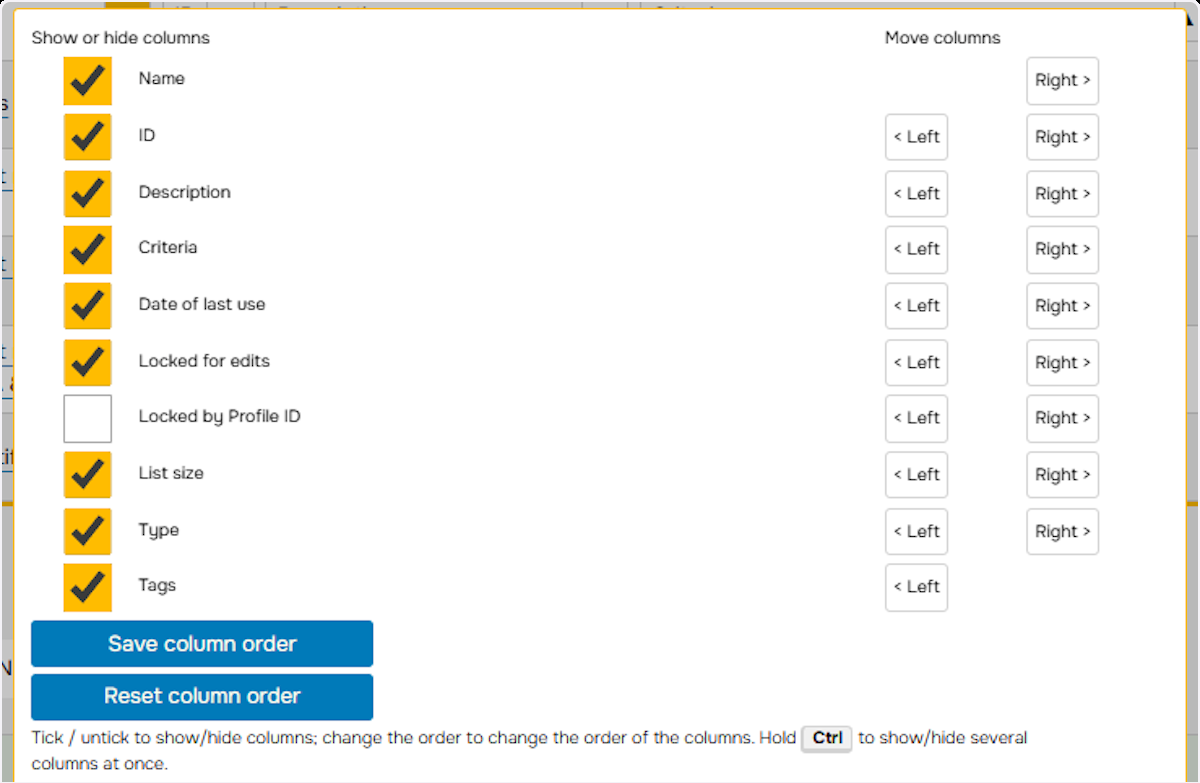 Show or hide columns Move columns
Name Right >
ID < Left Right >
Description < Left Right >
Criteria < Left Right >
Date of last use < Left Right >
Locked for edits < Left Right >
Locked by Profile ID < Left Right >
List size < Left Right >
Type < Left Right >
Tags < Left
Save column order
Reset column order
Tick / untick to show/hide columns; change the order to change the order of the columns. Hold Ctrl to show/hide several
columns at once.